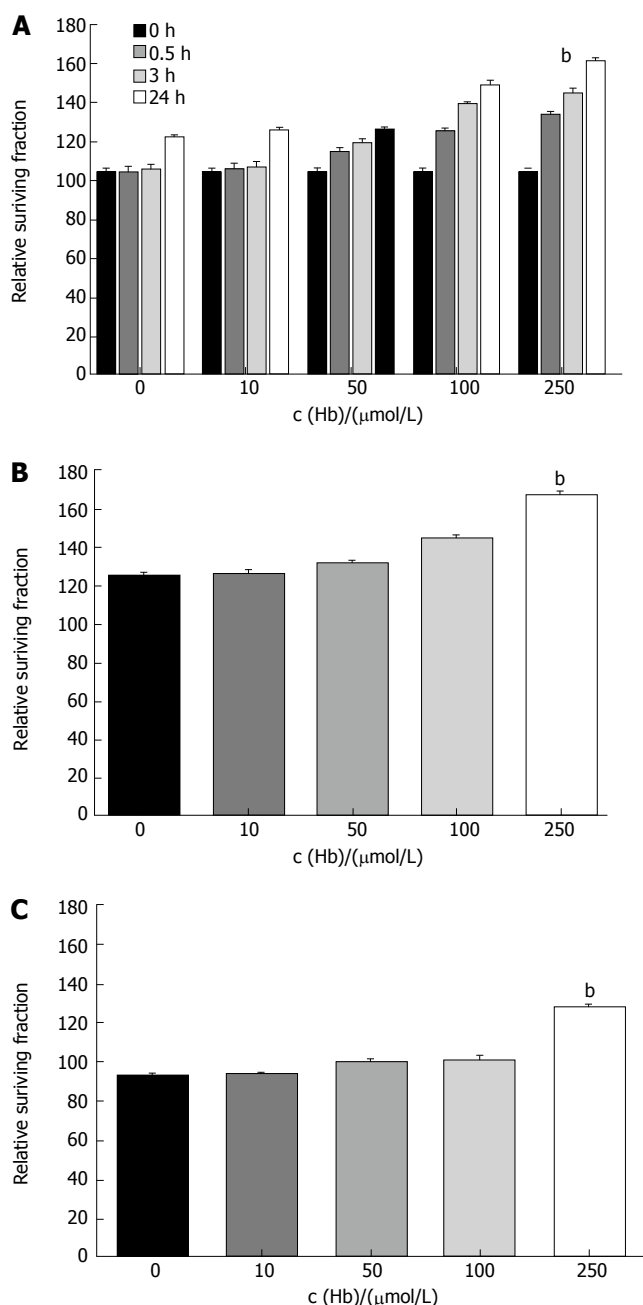 A
0 h
0.5 h
3 h
24 h
b
180
160
140
120
100
80
60
40
20
0
Relative suriving fraction
0 10 50 100 250
c (Hb)/(μmol/L)
B
b
180
160
140
120
100
80
60
40
20
0
Relative suriving fraction
0 10 50 100 250
c (Hb)/(μmol/L)
C
b
180
160
140
120
100
80
60
40
20
0
Relative suriving fraction
0 10 50 100 250
c (Hb)/(μmol/L)